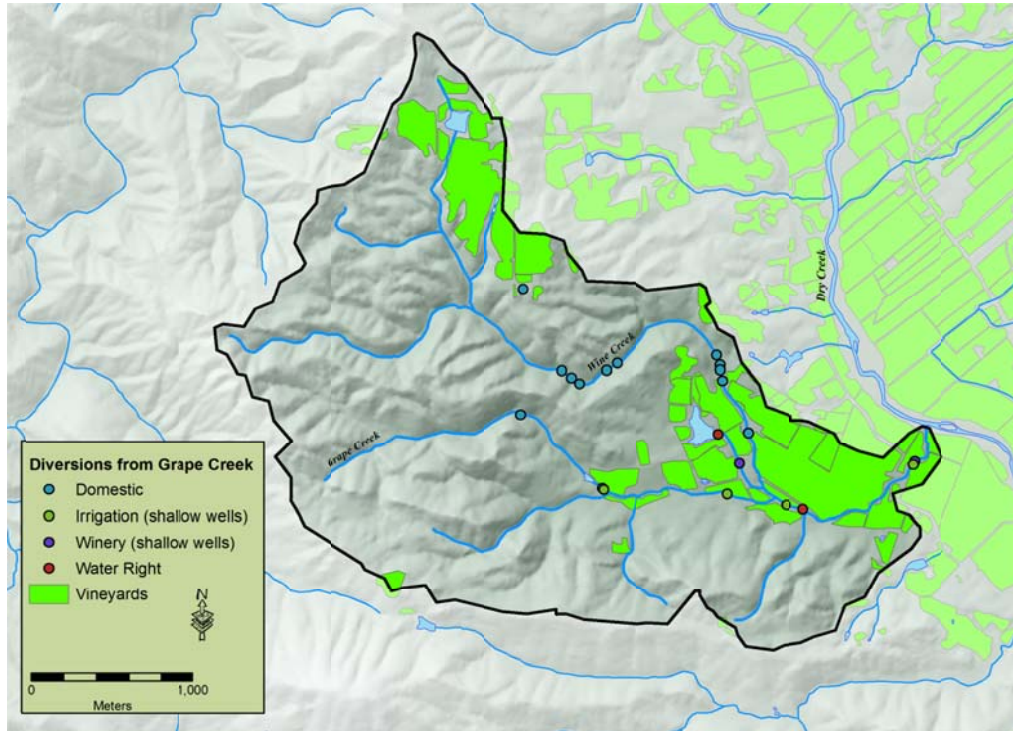 Dry Creek
Wine Creek
Grape Creek
Diversions from Grape Creek
Domestic
Irrigation (shallow wells)
Winery (shallow wells)
Water Right
Vineyards
N
0
1,000
Meters